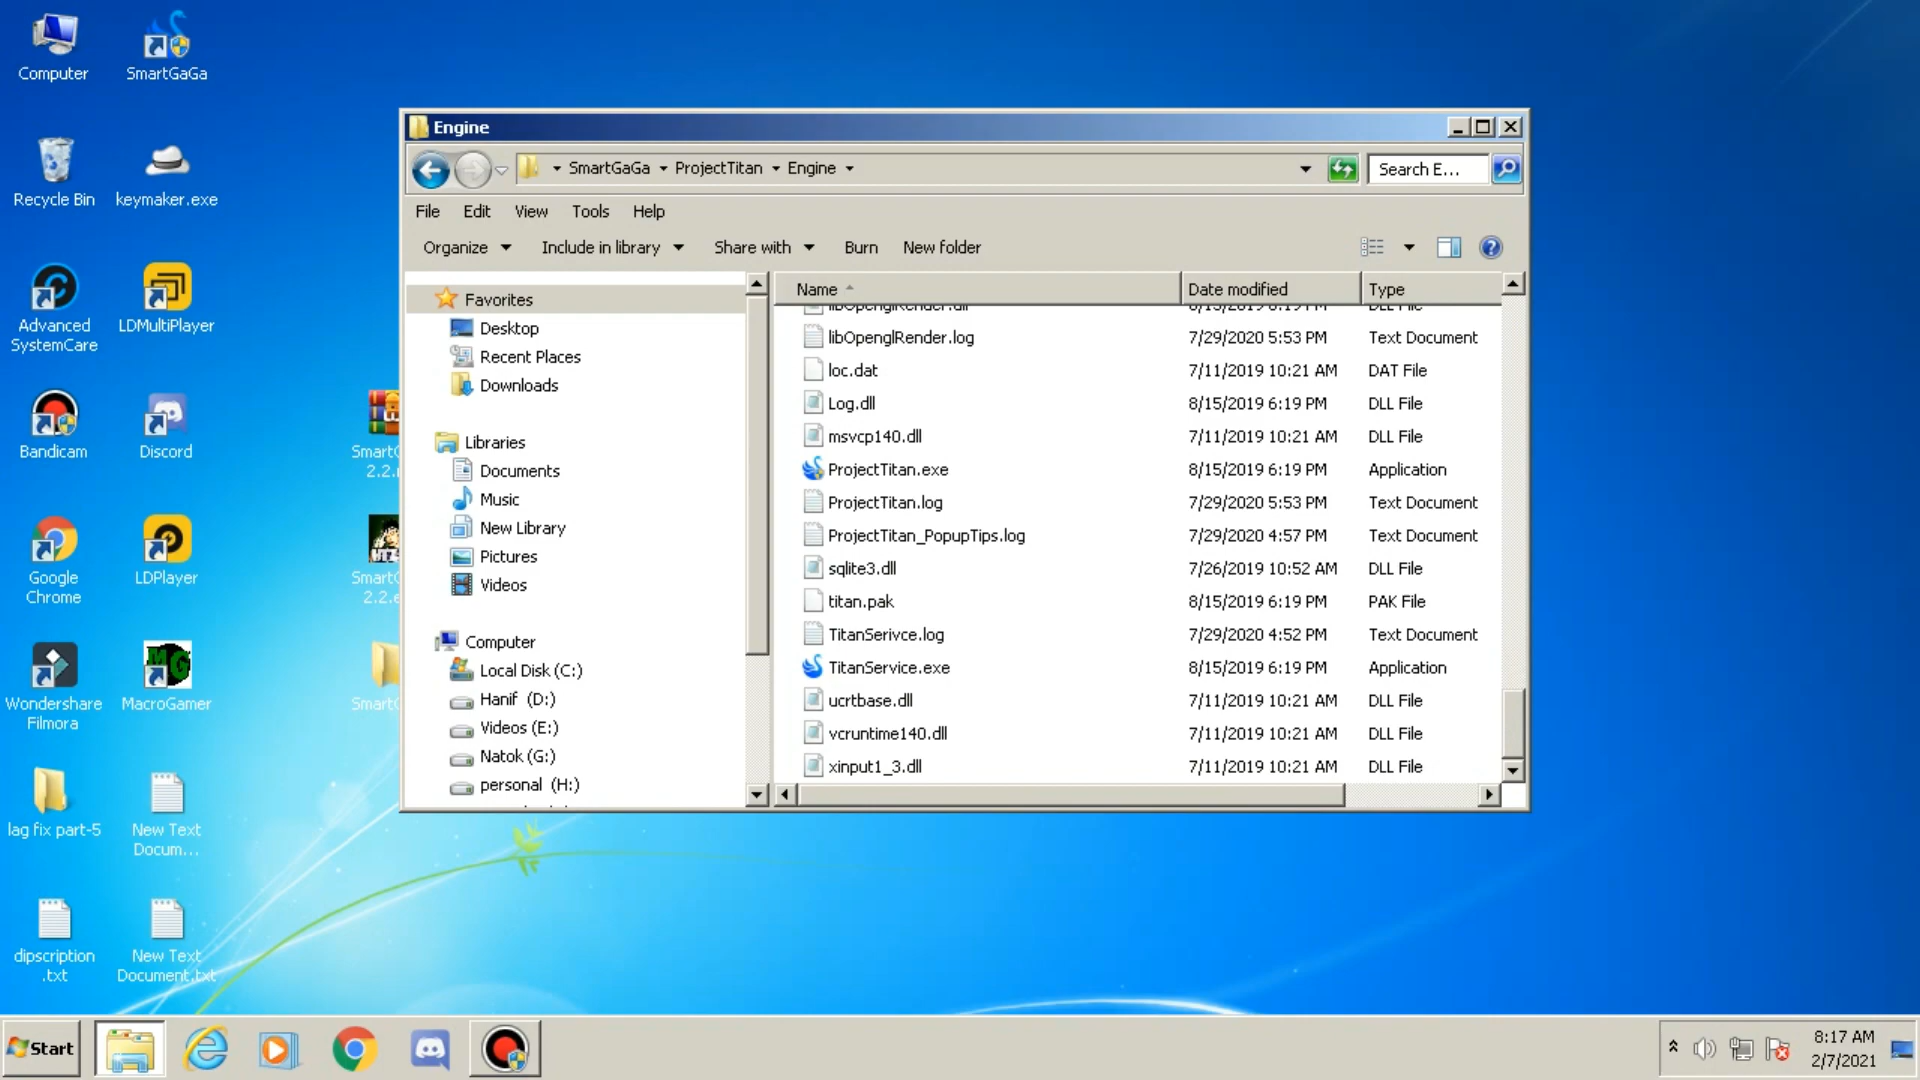 Computer
SmartGaGa
Recycle Bin
keymaker.exe
Advanced
SystemCare
LDMultiPlayer
Bandicam
Discord
Google
Chrome
LDPlayer
Wondershare
Filmora
MG
MacroGamer
lag fix part-5
New Text
Docum...
dipscription
.txt
New Text
Document.txt
Engine
SmartGaGa
ProjectTitan
Engine
Search E...
File
Edit
View
Tools
Help
Organize
Include in library
Share with
Burn
New folder
Favorites
Desktop
Recent Places
Downloads
Libraries
Documents
Music
New Library
Pictures
Videos
Computer
Local Disk (C:)
Hanif (D:)
Videos (E:)
Natok (G:)
personal (H:)
Name Date modified Type
libOpenglRender.dll 8/15/2019 6:19 PM DLL File
libOpenglRender.log 7/29/2020 5:53 PM Text Document
loc.dat 7/11/2019 10:21 AM DAT File
Log.dll 8/15/2019 6:19 PM DLL File
msvcp140.dll 7/11/2019 10:21 AM DLL File
ProjectTitan.exe 8/15/2019 6:19 PM Application
ProjectTitan.log 7/29/2020 5:53 PM Text Document
ProjectTitan_PopupTips.log 7/29/2020 4:57 PM Text Document
sqlite3.dll 7/26/2019 10:52 AM DLL File
titan.pak 8/15/2019 6:19 PM PAK File
TitanSerivce.log 7/29/2020 4:52 PM Text Document
TitanService.exe 8/15/2019 6:19 PM Application
ucrtbase.dll 7/11/2019 10:21 AM DLL File
vcruntime140.dll 7/11/2019 10:21 AM DLL File
xinput1_3.dll 7/11/2019 10:21 AM DLL File
Start
8:17 AM
2/7/2021